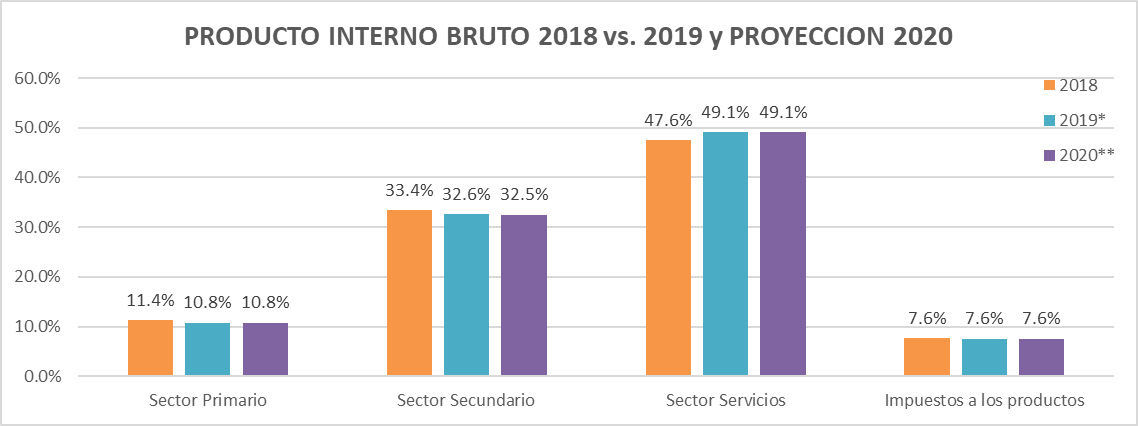 PRODUCTO INTERNO BRUTO 2018 vs. 2019 y PROYECCION 2020
60.0%
50.0%
40.0%
30.0%
20.0%
10.0%
0.0%
11.4% 10.8% 10.8%
33.4% 32.6% 32.5%
47.6% 49.1% 49.1%
7.6% 7.6% 7.6%
Sector Primario
Sector Secundario
Sector Servicios
Impuestos a los productos
2018
2019*
2020**